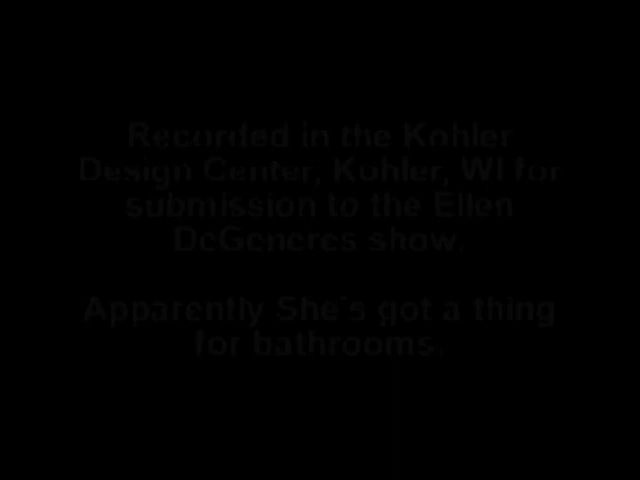 Recorded in the Kohler
Design Center, Kohler, WI for
submission to the Ellen
DeGeneres show.
Apparently She's got a thing
for bathrooms.